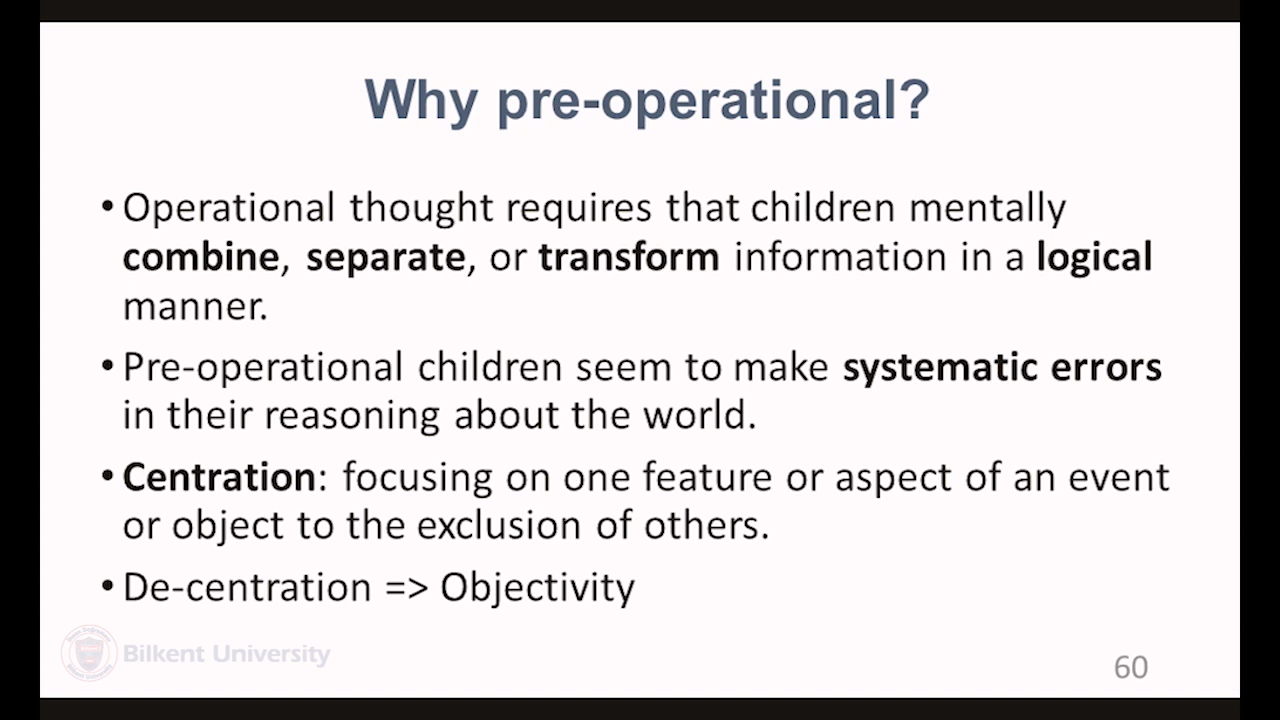 Why pre-operational?
• Operational thought requires that children mentally
combine, separate, or transform information in a logical
manner.
• Pre-operational children seem to make systematic errors
in their reasoning about the world.
• Centration: focusing on one feature or aspect of an event
or object to the exclusion of others.
• De-centration => Objectivity
Bilkent University
60